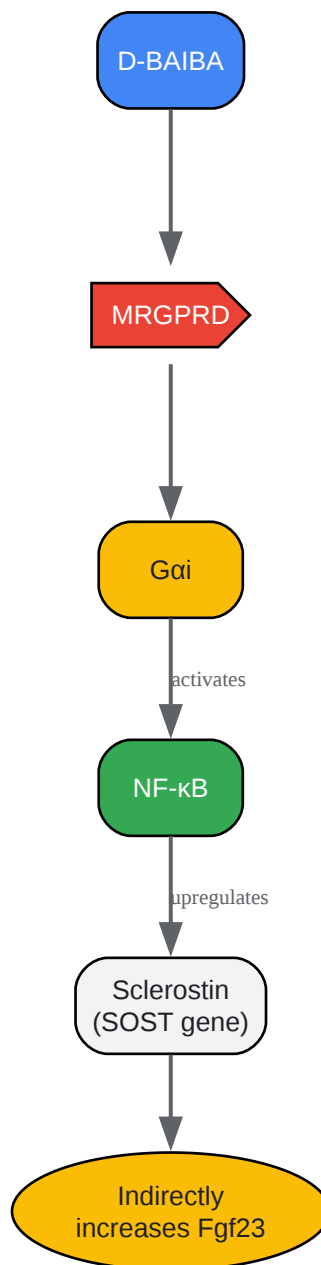 D-BAIBA
MRGPRD
Gαi
activates
NF-κB
upregulates
Sclerostin
(SOST gene)
Indirectly
increases Fgf23